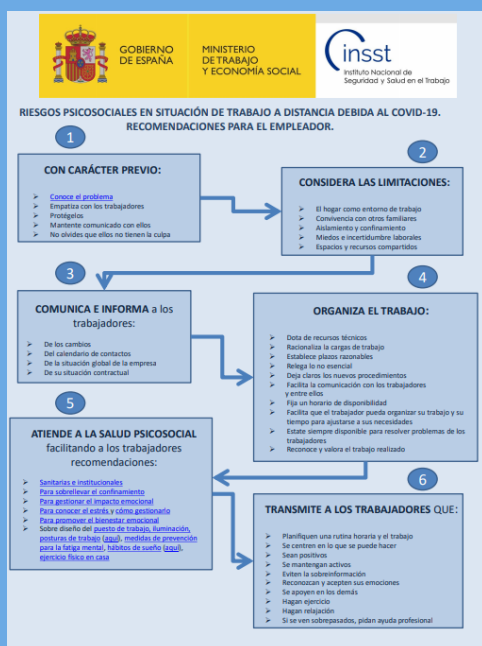 GOBIERNO
DE ESPAÑA
MINISTERIO
DE TRABAJO
Y ECONOMÍA SOCIAL
insst
Instituto Nacional de
Seguridad y Salud en el Trabajo
RIESGOS PSICOSOCIALES EN SITUACIÓN DE TRABAJO A DISTANCIA DEBIDA AL COVID-19.
RECOMENDACIONES PARA EL EMPLEADOR.
1
CON CARÁCTER PREVIO:
Conoce el problema
Empatiza con los trabajadores
Protégelos
Mantente comunicado con ellos
No olvides que ellos no tienen la culpa
2
CONSIDERA LAS LIMITACIONES:
El hogar como entorno de trabajo
Convivencia con otros familiares
Aislamiento y confinamiento
Miedos e incertidumbre laborales
Espacios y recursos compartidos
3
COMUNICA E INFORMA a los
trabajadores:
De los cambios
Del calendario de contactos
De la situación global de la empresa
De su situación contractual
4
ORGANIZA EL TRABAJO:
Dota de recursos técnicos
Racionaliza la cargas de trabajo
Establece plazos razonables
Relega lo no esencial
Deja claros los nuevos procedimientos
Facilita la comunicación con los trabajadores
y entre ellos
Fija un horario de disponibilidad
Facilita que el trabajador pueda organizar su trabajo y su
tiempo para ajustarse a sus necesidades
Estate siempre disponible para resolver problemas de los
trabajadores
Reconoce y valora el trabajo realizado
5
ATIENDE A LA SALUD PSICOSOCIAL
facilitando a los trabajadores
recomendaciones:
Sanitarias e institucionales
Para sobrellevar el confinamiento
Para gestionar el impacto emocional
Para conocer el estrés y cómo gestionarlo
Para promover el bienestar emocional
Sobre diseño del puesto de trabajo, iluminación,
posturas de trabajo (aquí), medidas de prevención
para la fatiga mental, hábitos de sueño (aquí),
ejercicio físico en casa
6
TRANSMITE A LOS TRABAJADORES QUE:
Planifiquen una rutina horaria y el trabajo
Se centren en lo que se puede hacer
Sean positivos
Se mantengan activos
Eviten la sobreinformación
Reconozcan y acepten sus emociones
Se apoyen en los demás
Hagan ejercicio
Hagan relajación
Si se ven sobrepasados, pidan ayuda profesional